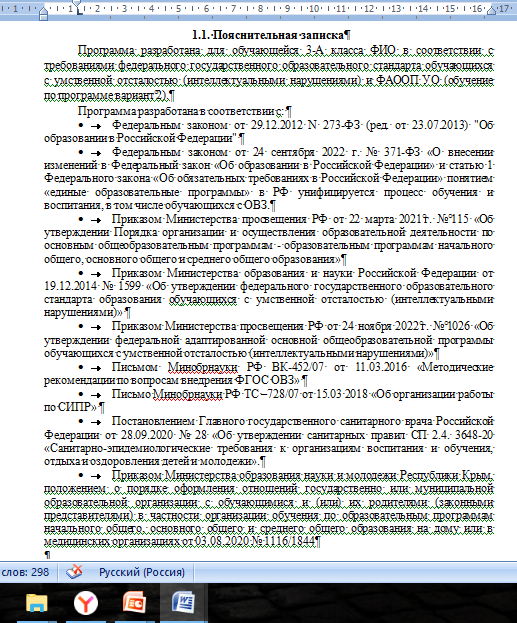 1.1. Пояснительная записка¶
Программа разработана для обучающейся 3-А класса ФИО в соответствии с
требованиями федерального государственного образовательного стандарта обучающихся
с умственной отсталостью (интеллектуальными нарушениями) и ФАООП УО (обучение
по программе вариант 2).¶
Программа разработана в соответствии с: ¶
• → Федеральным законом от 29.12.2012 N 273-ФЗ (ред. от 23.07.2013) "Об
образовании в Российской Федерации" ¶
• → Федеральным законом от 24 сентября 2022 г. № 371-ФЗ «О внесении
изменений в Федеральный закон «Об образовании в Российской Федерации» и статью 1
Федерального закона «Об обязательных требованиях в Российской Федерации» понятием
«единые образовательные программы» в РФ унифицируется процесс обучения и
воспитания, в том числе обучающихся с ОВЗ.¶
• → Приказом Министерства просвещения РФ от 22 марта 2021 г. № 115 «Об
утверждении Порядка организации и осуществления образовательной деятельности по
основным общеобразовательным программам - образовательным программам начального
общего, основного общего и среднего общего образования»¶
• → Приказом Министерства образования и науки Российской Федерации от
19.12.2014 № 1599 «Об утверждении федерального государственного образовательного
стандарта образования обучающихся с умственной отсталостью (интеллектуальными
нарушениями)» ¶
• → Приказом Министерства просвещения РФ от 24 ноября 2022 г. № 1026 «Об
утверждении федеральной адаптированной основной общеобразовательной программы
обучающихся с умственной отсталостью (интеллектуальными нарушениями)»¶
• → Письмом Минобрнауки РФ ВК-452/07 от 11.03.2016 «Методические
рекомендации по вопросам внедрения ФГОС ОВЗ» ¶
• → Письмо Минобрнауки РФ ТС – 728/07 от 15.03.2018 «Об организации работы
по СИПР» ¶
• → Постановлением Главного государственного санитарного врача Российской
Федерации от 28.09.2020 № 28 «Об утверждении санитарных правил СП 2.4. 3648-20
«Санитарно-эпидемиологические требования к организациям воспитания и обучения,
отдыха и оздоровления детей и молодежи».¶
• → Приказом Министерства образования науки и молодежи Республики Крым,
положением о порядке оформления отношений государственно или муниципальной
образовательной организации с обучающимися и (или) их родителями (законными
представителями) в частности организации обучения по образовательным программам
начального общего, основного общего и среднего общего образования на дому или в
медицинских организациях от 03.08.2020 № 1116/1844¶
¶
слов: 298 Русский (Россия)